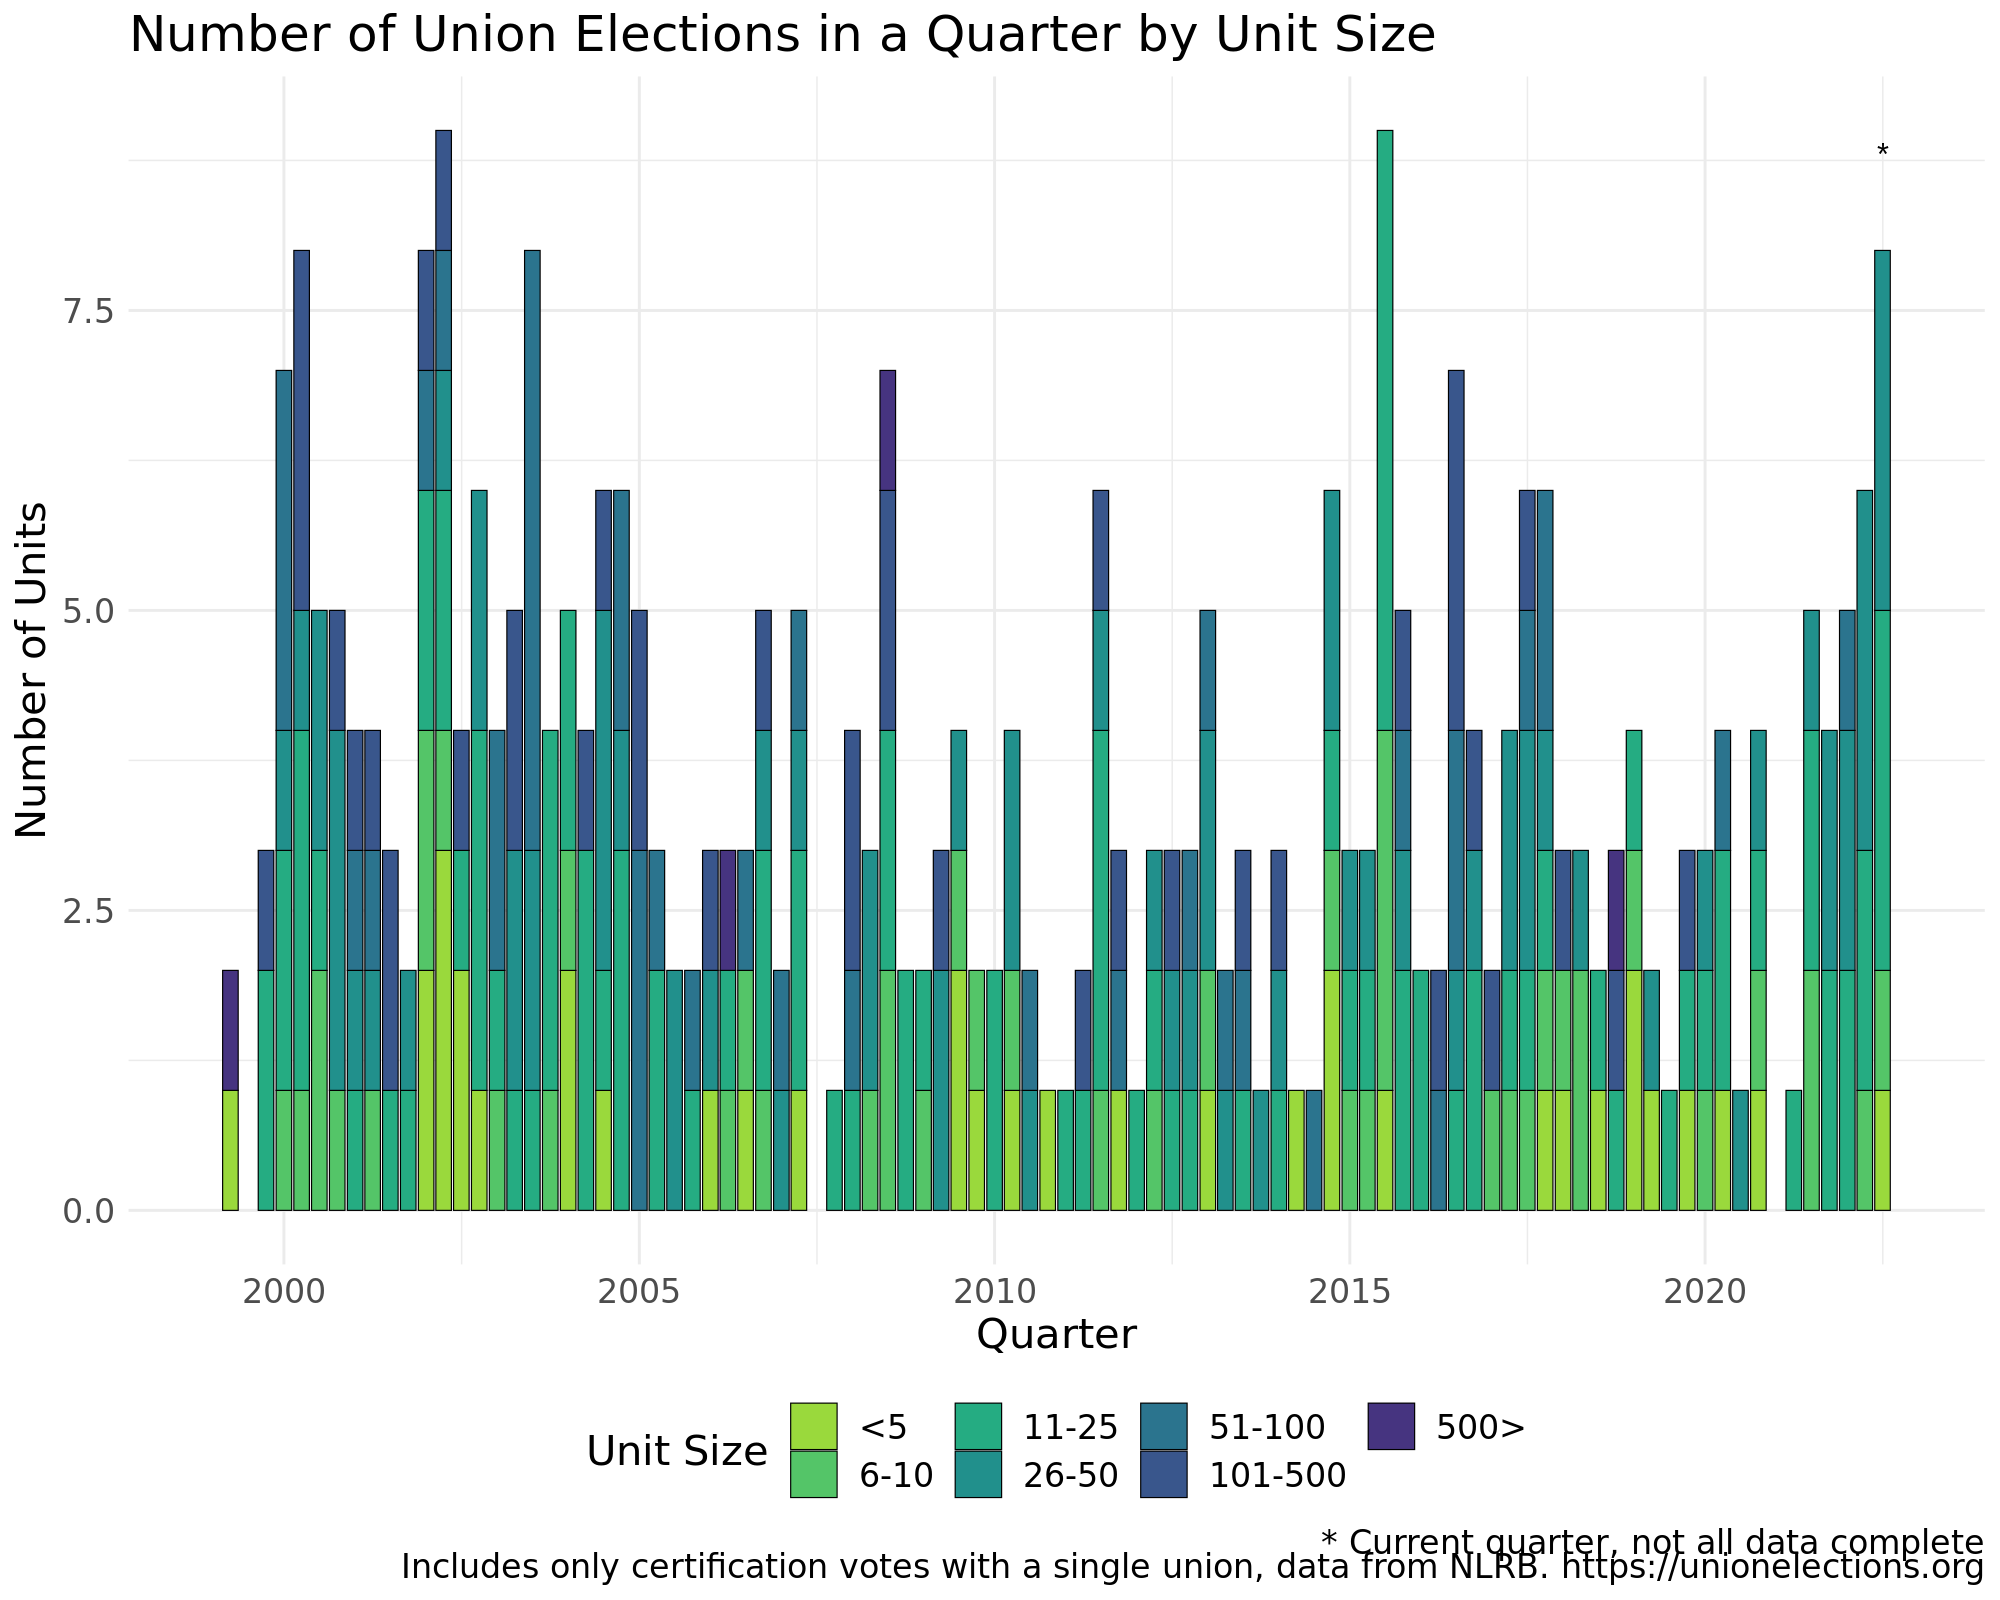 Number of Union Elections in a Quarter by Unit Size
*
7.5
5.0
2.5
0.0
Number of Units
2000 2005 2010 2015 2020
Quarter
Unit Size
<5 11-25 51-100 500>
6-10 26-50 101-500
* Current quarter, not all data complete
Includes only certification votes with a single union, data from NLRB. https://unionelections.org